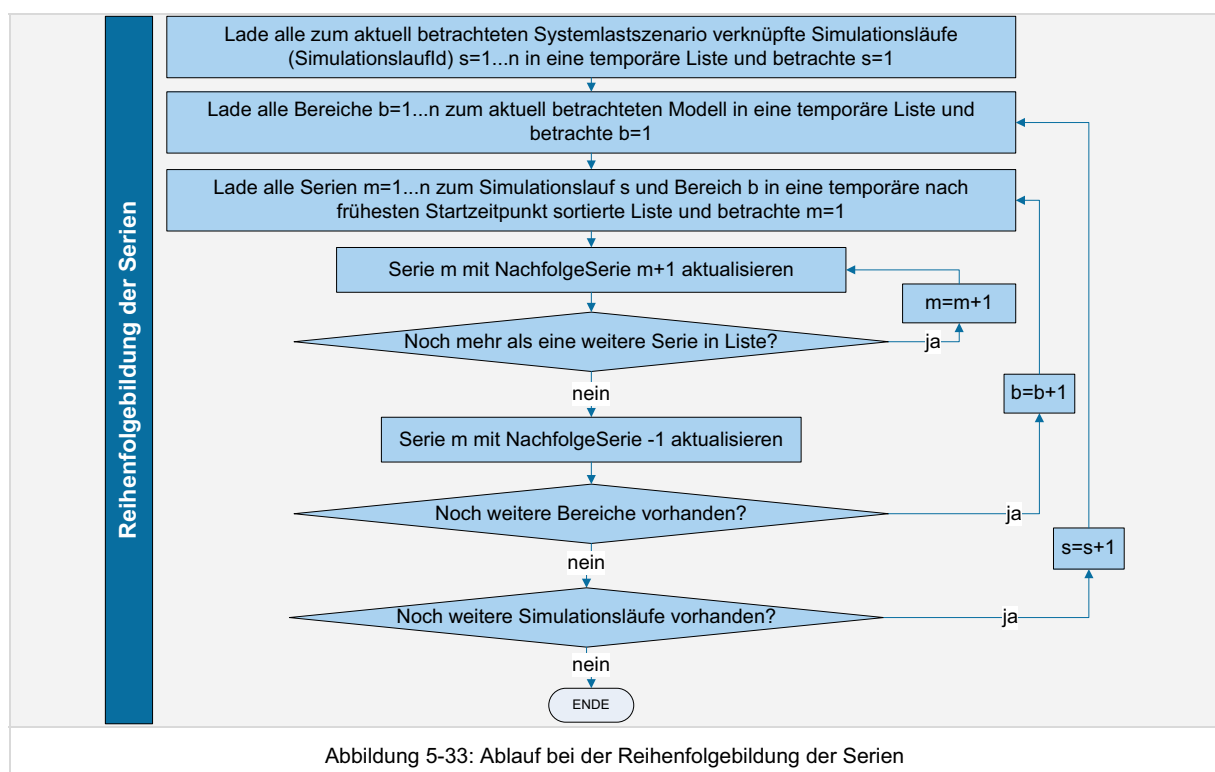 Reihenfolgebildung der Serien
Lade alle zum aktuell betrachteten Systemlastszenario verknüpfte Simulationsläufe
(SimulationslaufId) s=1...n in eine temporäre Liste und betrachte s=1
Lade alle Bereiche b=1...n zum aktuell betrachteten Modell in eine temporäre Liste und
betrachte b=1
Lade alle Serien m=1...n zum Simulationslauf s und Bereich b in eine temporäre nach
frühesten Startzeitpunkt sortierte Liste und betrachte m=1
Serie m mit NachfolgeSerie m+1 aktualisieren
m=m+1
Noch mehr als eine weitere Serie in Liste?
ja
nein
b=b+1
Serie m mit NachfolgeSerie -1 aktualisieren
Noch weitere Bereiche vorhanden?
ja
s=s+1
nein
Noch weitere Simulationsläufe vorhanden?
ja
nein
ENDE
Abbildung 5-33: Ablauf bei der Reihenfolgebildung der Serien